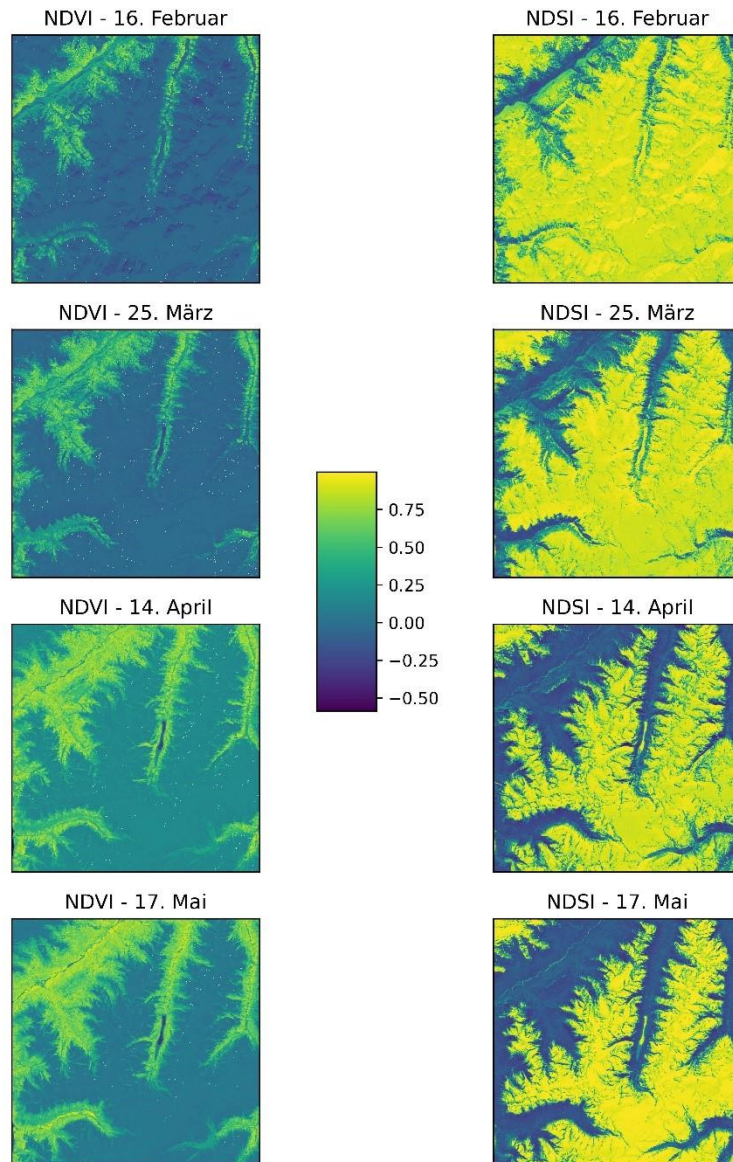 NDVI - 16. Februar
NDSI - 16. Februar
NDVI - 25. März
NDSI - 25. März
0.75
0.50
0.25
0.00
−0.25
−0.50
NDVI - 14. April
NDSI - 14. April
NDVI - 17. Mai
NDSI - 17. Mai